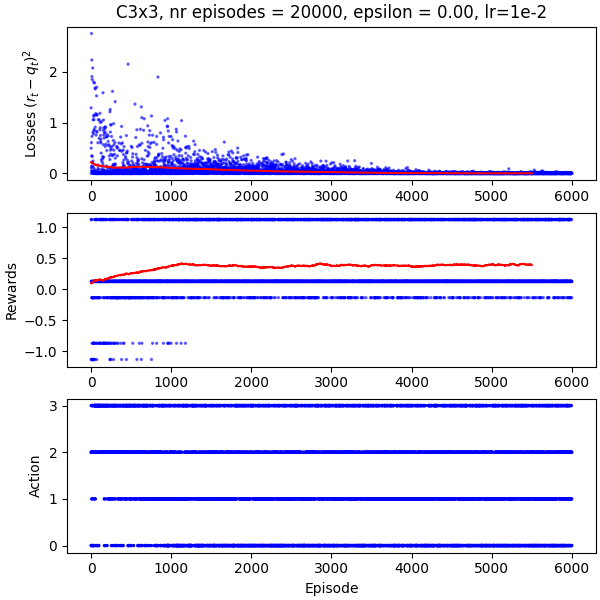 C3x3, nr episodes = 20000, epsilon = 0.00, lr=1e-2
Losses $(r_t - q_t)^2$
2
1
0
0 1000 2000 3000 4000 5000 6000
Rewards
1.0
0.5
0.0
−0.5
−1.0
0 1000 2000 3000 4000 5000 6000
Action
3
2
1
0
0 1000 2000 3000 4000 5000 6000
Episode